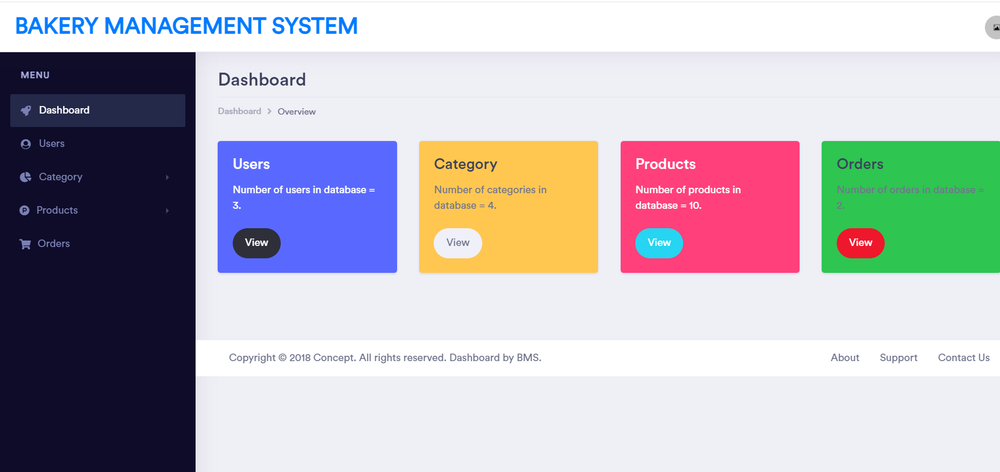 BAKERY MANAGEMENT SYSTEM
MENU
Dashboard
Users
Category
Products
Orders
Dashboard
Dashboard Overview
Users
Number of users in database =
3.
View
Category
Number of categories in
database = 4.
View
Products
Number of products in
database = 10.
View
Orders
Number of orders in database =
2.
View
Copyright © 2018 Concept. All rights reserved. Dashboard by BMS.
About Support Contact Us